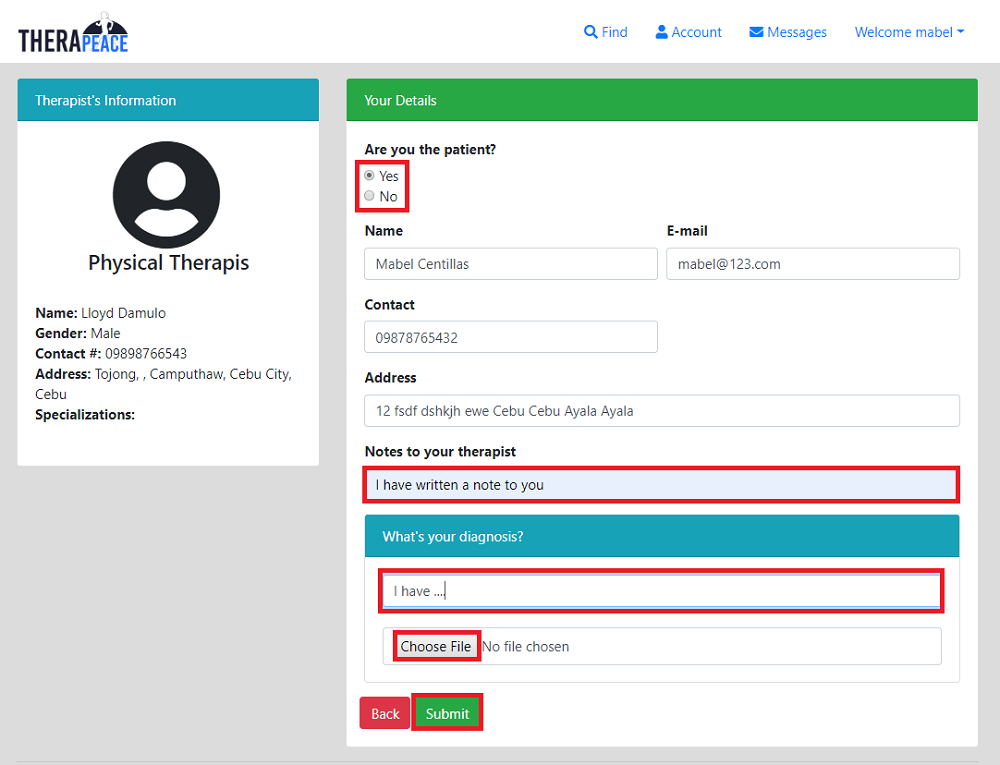 THERAPEACE
Find Account Messages Welcome mabel
Therapist's Information
Physical Therapis
Name: Lloyd Damulo
Gender: Male
Contact #: 09898766543
Address: Tojong, , Camputhaw, Cebu City,
Cebu
Specializations:
Your Details
Are you the patient?
Yes
No
Name E-mail
Mabel Centillas mabel@123.com
Contact
09878765432
Address
12 fsdf dshkjh ewe Cebu Cebu Ayala Ayala
Notes to your therapist
I have written a note to you
What's your diagnosis?
I have ...
Choose File No file chosen
Back Submit